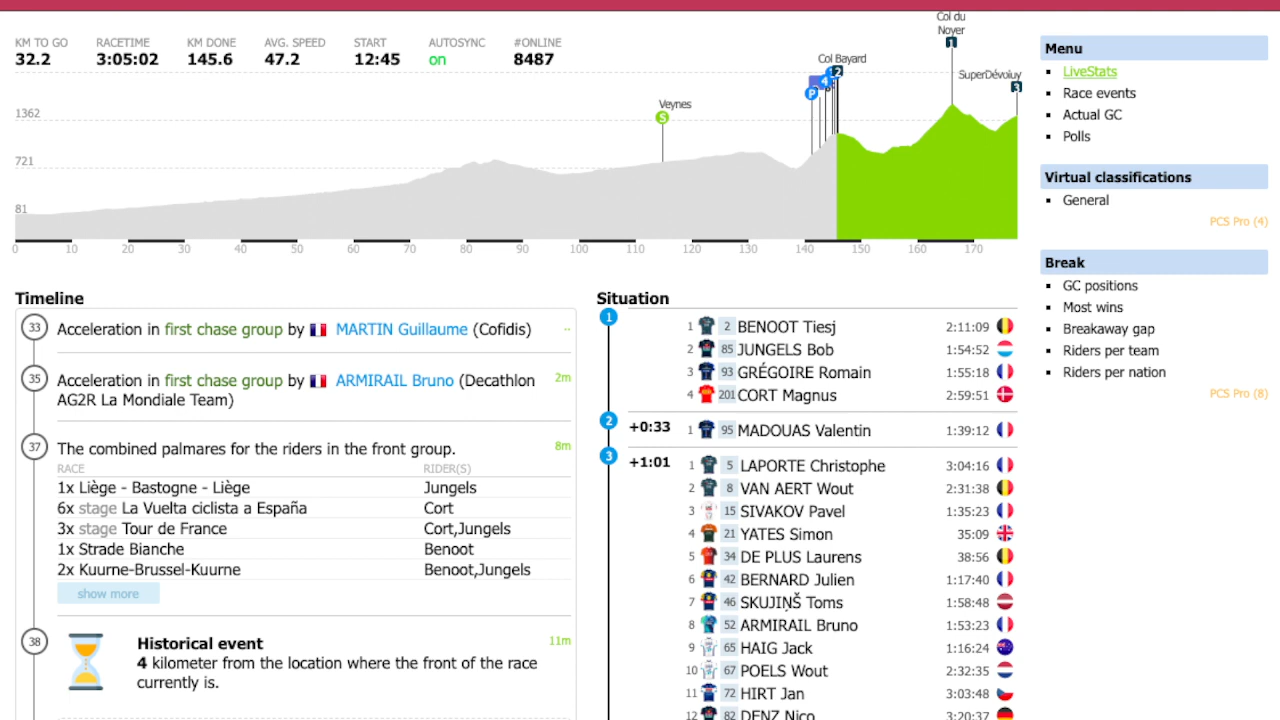 KM TO GO RACETIME KM DONE AVG. SPEED START AUTOSYNC #ONLINE
32.2 3:05:02 145.6 47.2 12:45 on 8487
Col du
Noyer
1
Col Bayard
SuperDévoluy
P 4 2 3
Veynes
S
1362
721
81
0 10 20 30 40 50 60 70 80 90 100 110 120 130 140 150 160 170
Menu
LiveStats
Race events
Actual GC
Polls
Virtual classifications
General
PCS Pro (4)
Break
GC positions
Most wins
Breakaway gap
Riders per team
Riders per nation
PCS Pro (8)
Timeline
33 Acceleration in first chase group by MARTIN Guillaume (Cofidis)
35 Acceleration in first chase group by ARMIRAIL Bruno (Decathlon 2m
AG2R La Mondiale Team)
37 The combined palmares for the riders in the front group. 8m
RACE RIDER(S)
1x Liège - Bastogne - Liège Jungels
6x stage La Vuelta ciclista a España Cort
3x stage Tour de France Cort,Jungels
1x Strade Bianche Benoot
2x Kuurne-Brussel-Kuurne Benoot,Jungels
show more
38 Historical event 11m
4 kilometer from the location where the front of the race
currently is.
Situation
1
1 2 BENOOT Tiesj 2:11:09
2 85 JUNGELS Bob 1:54:52
3 93 GRÉGOIRE Romain 1:55:18
4 201 CORT Magnus 2:59:51
2 +0:33 1 95 MADOUAS Valentin 1:39:12
3 +1:01 1 5 LAPORTE Christophe 3:04:16
2 8 VAN AERT Wout 2:31:38
3 15 SIVAKOV Pavel 1:35:23
4 21 YATES Simon 35:09
5 34 DE PLUS Laurens 38:56
6 42 BERNARD Julien 1:17:40
7 46 SKUJIŅŠ Toms 1:58:48
8 52 ARMIRAIL Bruno 1:53:23
9 65 HAIG Jack 1:16:24
10 67 POELS Wout 2:32:35
11 72 HIRT Jan 3:03:48
12 82 DENZ Nico 3:20:37